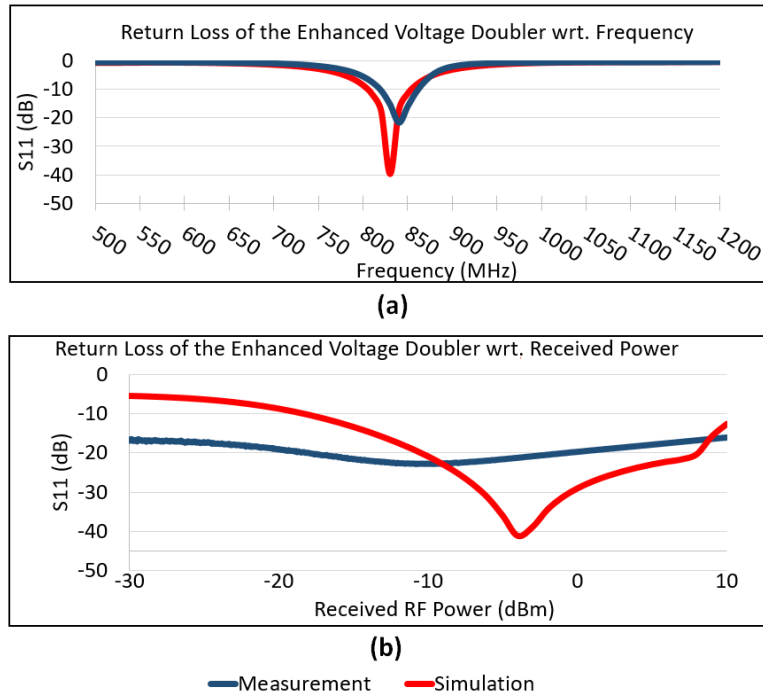 Return Loss of the Enhanced Voltage Doubler wrt. Frequency
0
-10
-20
-30
-40
-50
S11 (dB)
500 550 600 650 700 750 800 850 900 950 1000 1050 1100 1150 1200
Frequency (MHz)
(a)
Return Loss of the Enhanced Voltage Doubler wrt. Received Power
0
-10
-20
-30
-40
-50
S11 (dB)
-30 -20 -10 0 10
Received RF Power (dBm)
(b)
Measurement Simulation